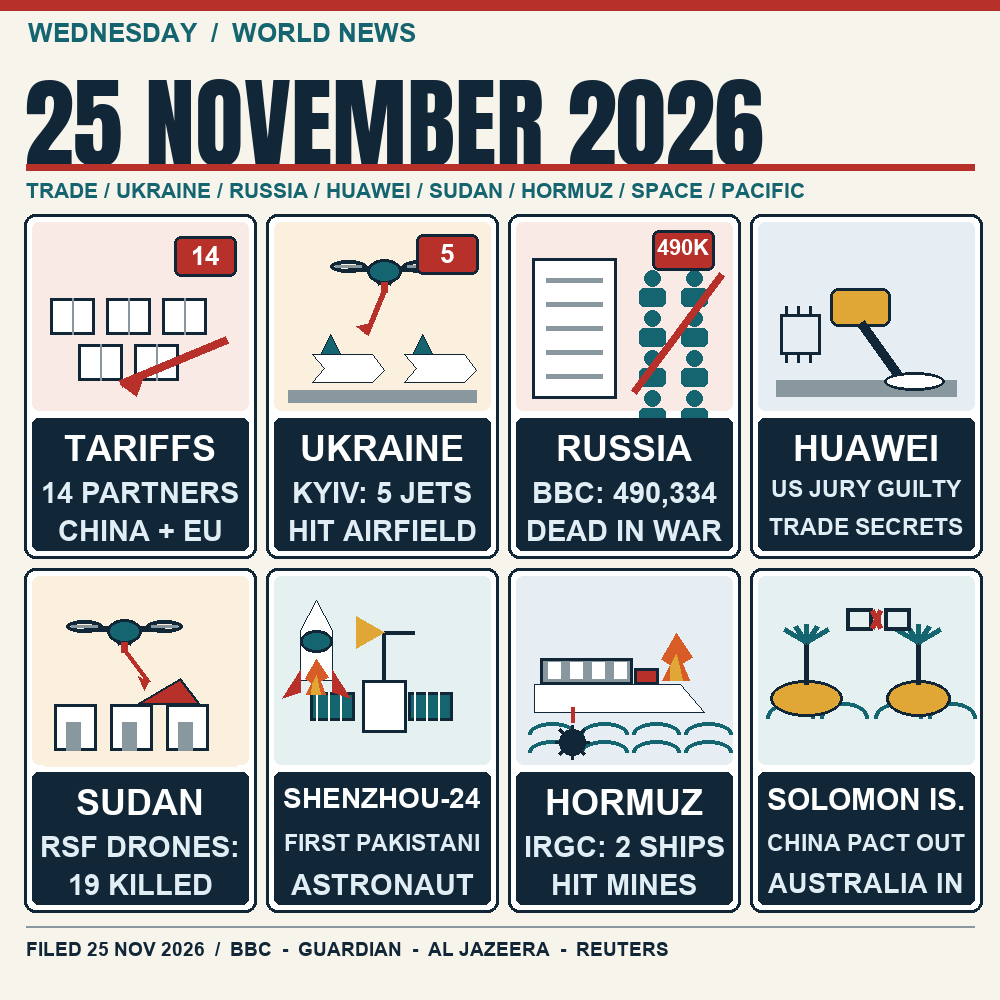 WEDNESDAY / WORLD NEWS
25 NOVEMBER 2026
TRADE / UKRAINE / RUSSIA / HUAWEI / SUDAN / HORMUZ / SPACE / PACIFIC
14
TARIFFS
14 PARTNERS
CHINA + EU
5
UKRAINE
KYIV: 5 JETS
HIT AIRFIELD
490K
RUSSIA
BBC: 490,334
DEAD IN WAR
HUAWEI
US JURY GUILTY
TRADE SECRETS
SUDAN
RSF DRONES:
19 KILLED
SHENZHOU-24
FIRST PAKISTANI
ASTRONAUT
HORMUZ
IRGC: 2 SHIPS
HIT MINES
SOLOMON IS.
CHINA PACT OUT
AUSTRALIA IN
FILED 25 NOV 2026 / BBC - GUARDIAN - AL JAZEERA - REUTERS